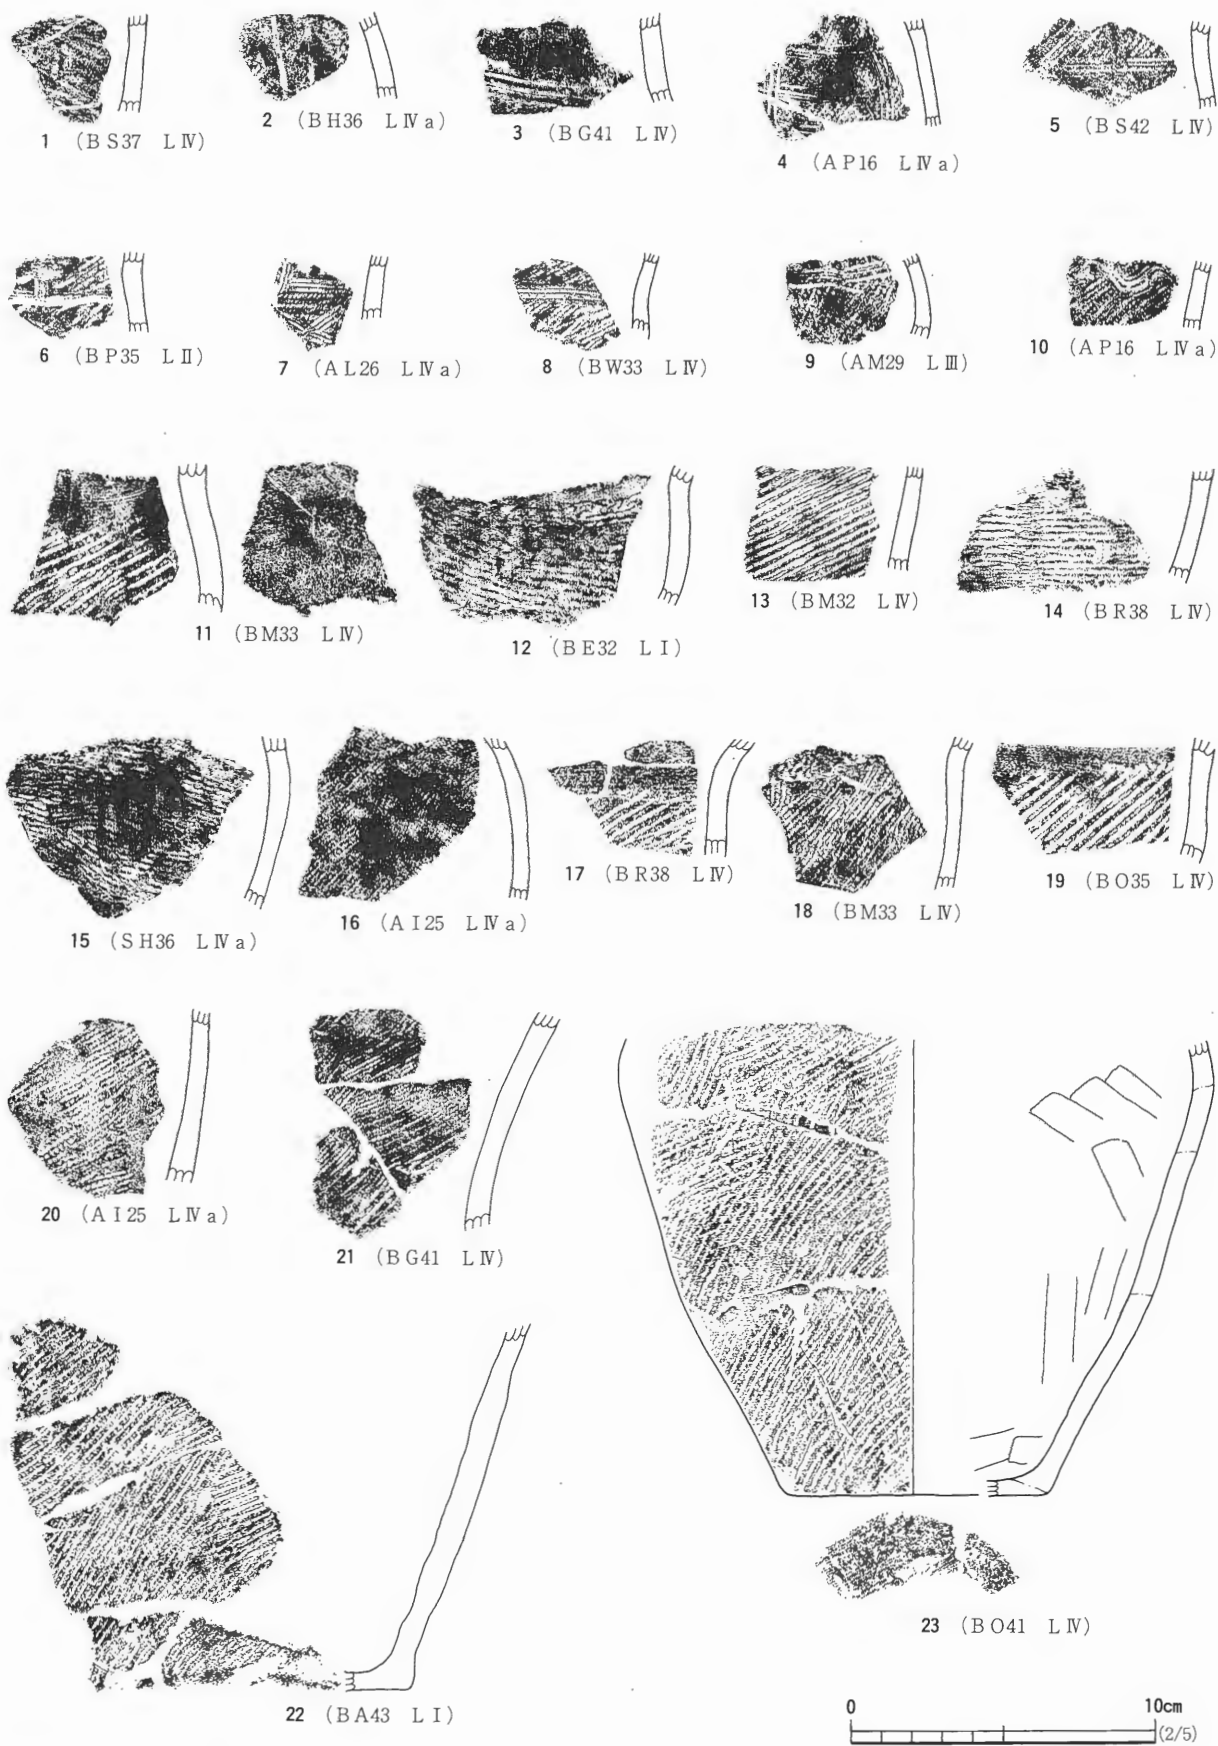 1 (BS37 LⅣ)
2 (BH36 LⅣa)
3 (BG41 LⅣ)
4 (AP16 LⅣa)
5 (BS42 LⅣ)
6 (BP35 LⅡ)
7 (AL26 LⅣa)
8 (BW33 LⅣ)
9 (AM29 LⅢ)
10 (AP16 LⅣa)
11 (BM33 LⅣ)
12 (BE32 LⅠ)
13 (BM32 LⅣ)
14 (BR38 LⅣ)
15 (SH36 LⅣa)
16 (AI25 LⅣa)
17 (BR38 LⅣ)
18 (BM33 LⅣ)
19 (BO35 LⅣ)
20 (AI25 LⅣa)
21 (BG41 LⅣ)
22 (BA43 LⅠ)
23 (BO41 LⅣ)
0 10cm
(2/5)